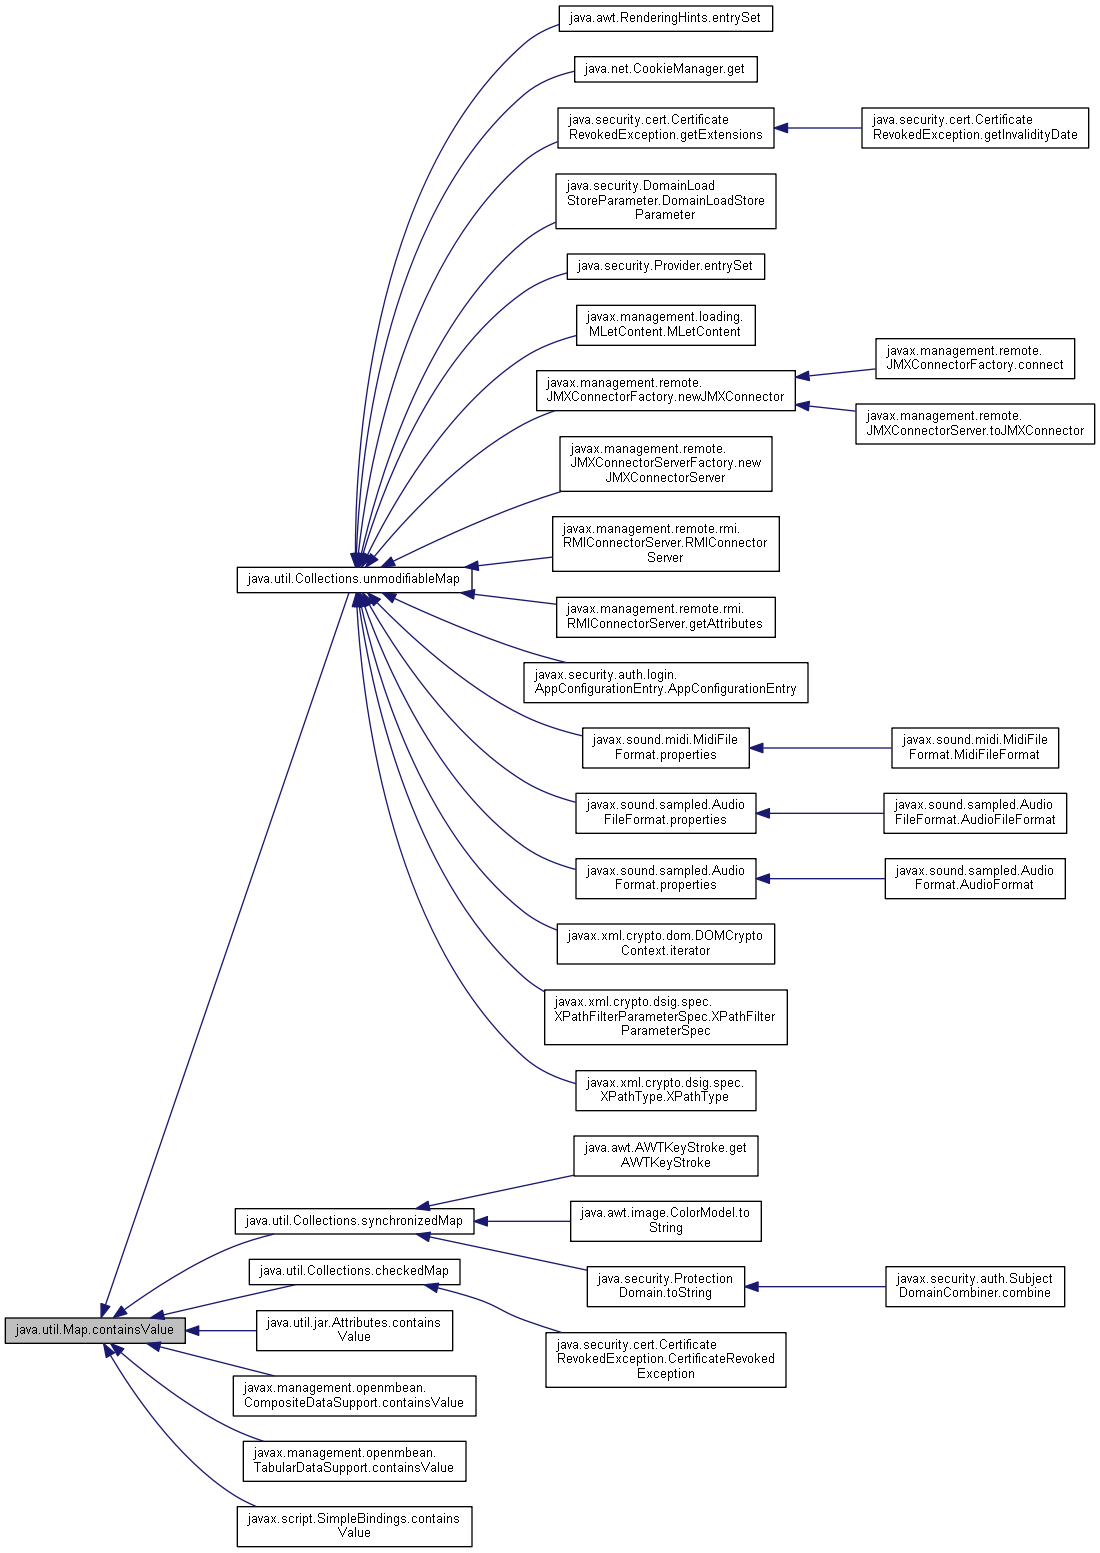 java.awt.RenderingHints.entrySet
java.net.CookieManager.get
java.security.cert.Certificate
RevokedException.getExtensions
java.security.cert.Certificate
RevokedException.getInvalidityDate
java.security.DomainLoad
StoreParameter.DomainLoadStore
Parameter
java.security.Provider.entrySet
javax.management.loading.
MLetContent.MLetContent
javax.management.remote.
JMXConnectorFactory.connect
javax.management.remote.
JMXConnectorFactory.newJMXConnector
javax.management.remote.
JMXConnectorServer.toJMXConnector
javax.management.remote.
JMXConnectorServerFactory.new
JMXConnectorServer
javax.management.remote.rmi.
RMIConnectorServer.RMIConnector
Server
java.util.Collections.unmodifiableMap
javax.management.remote.rmi.
RMIConnectorServer.getAttributes
javax.security.auth.login.
AppConfigurationEntry.AppConfigurationEntry
javax.sound.midi.MidiFile
Format.properties
javax.sound.midi.MidiFile
Format.MidiFileFormat
javax.sound.sampled.Audio
FileFormat.properties
javax.sound.sampled.Audio
FileFormat.AudioFileFormat
javax.sound.sampled.Audio
Format.properties
javax.sound.sampled.Audio
Format.AudioFormat
javax.xml.crypto.dom.DOMCrypto
Context.iterator
javax.xml.crypto.dsig.spec.
XPathFilterParameterSpec.XPathFilter
ParameterSpec
javax.xml.crypto.dsig.spec.
XPathType.XPathType
java.awt.AWTKeyStroke.get
AWTKeyStroke
java.util.Collections.synchronizedMap
java.awt.image.ColorModel.to
String
java.util.Collections.checkedMap
java.security.Protection
Domain.toString
javax.security.auth.Subject
DomainCombiner.combine
java.util.Map.containsValue
java.util.jar.Attributes.contains
Value
java.security.cert.Certificate
RevokedException.CertificateRevoked
Exception
javax.management.openmbean.
CompositeDataSupport.containsValue
javax.management.openmbean.
TabularDataSupport.containsValue
javax.script.SimpleBindings.contains
Value